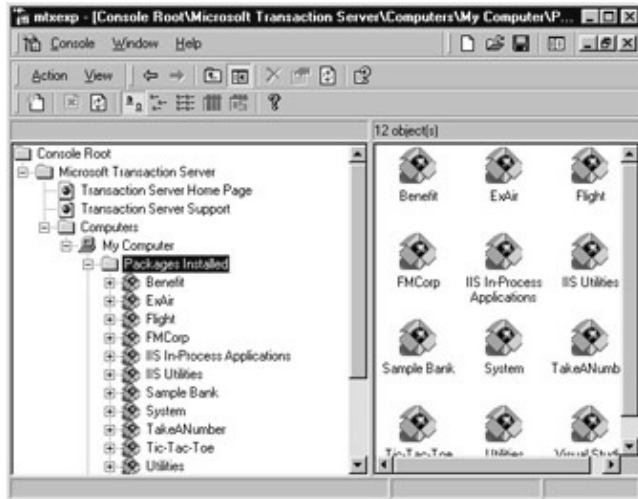 mtxexp - [Console Root\Microsoft Transaction Server\Computers\My Computer\P...
Console Window Help
Action View
12 object(s)
Console Root
Microsoft Transaction Server
Transaction Server Home Page
Transaction Server Support
Computers
My Computer
Packages Installed
Benefit
ExAir
Flight
FMCorp
IIS In-Process Applications
IIS Utilities
Sample Bank
System
TakeANumber
Tic-Tac-Toe
Utilities
Benefit ExAir Flight
FMCorp IIS In-Process Applications IIS Utilities
Sample Bank System TakeANumb
Tic-Tac-Toe Utilities Visual Studi